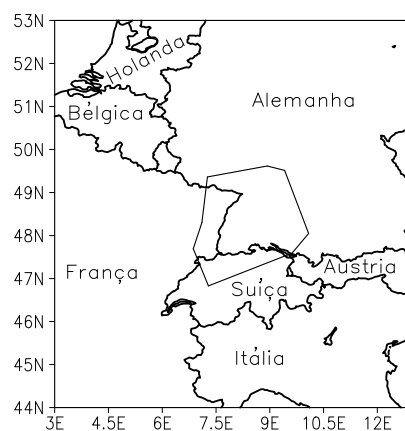 53N
52N
51N
50N
49N
48N
47N
46N
45N
44N
Holanda
Bélgica
Alemanha
França
Áustria
Suíça
Itália
3E 4.5E 6E 7.5E 9E 10.5E 12E